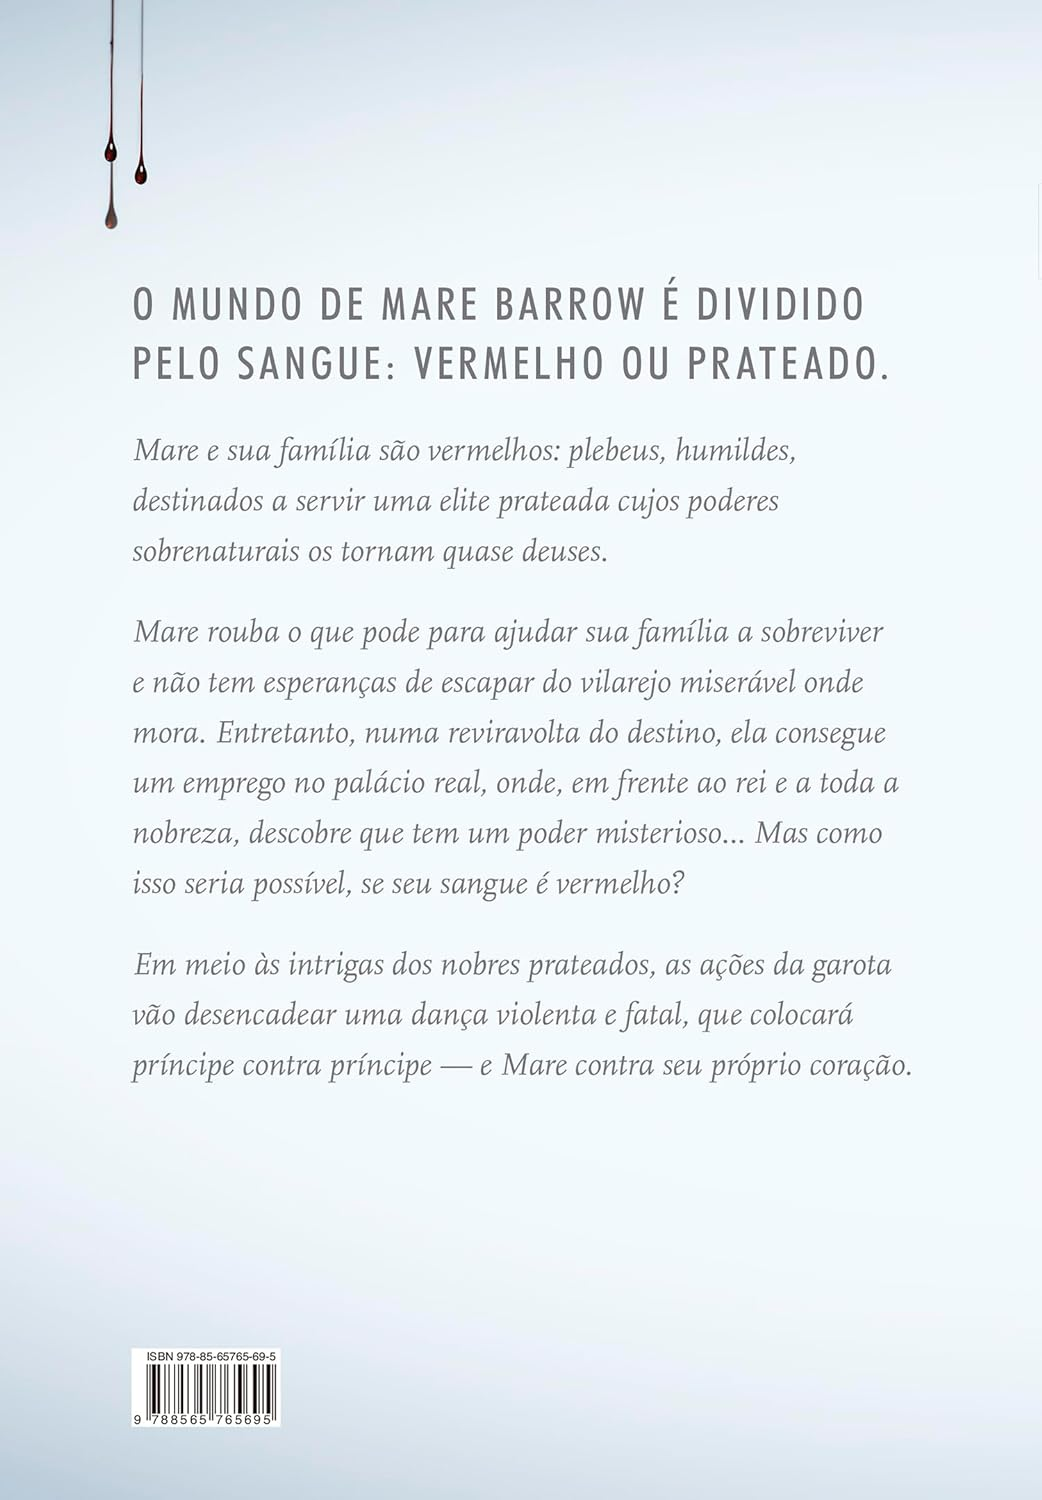 O MUNDO DE MARE BARROW É DIVIDIDO
PELO SANGUE: VERMELHO OU PRATEADO.
Mare e sua família são vermelhos: plebeus, humildes,
destinados a servir uma elite prateada cujos poderes
sobrenaturais os tornam quase deuses.
Mare rouba o que pode para ajudar sua família a sobreviver
e não tem esperanças de escapar do vilarejo miserável onde
mora. Entretanto, numa reviravolta do destino, ela consegue
um emprego no palácio real, onde, em frente ao rei e a toda a
nobreza, descobre que tem um poder misterioso... Mas como
isso seria possível, se seu sangue é vermelho?
Em meio às intrigas dos nobres prateados, as ações da garota
vão desencadear uma dança violenta e fatal, que colocará
príncipe contra príncipe — e Mare contra seu próprio coração.
ISBN 978-85-65765-69-5
9 788565 765695